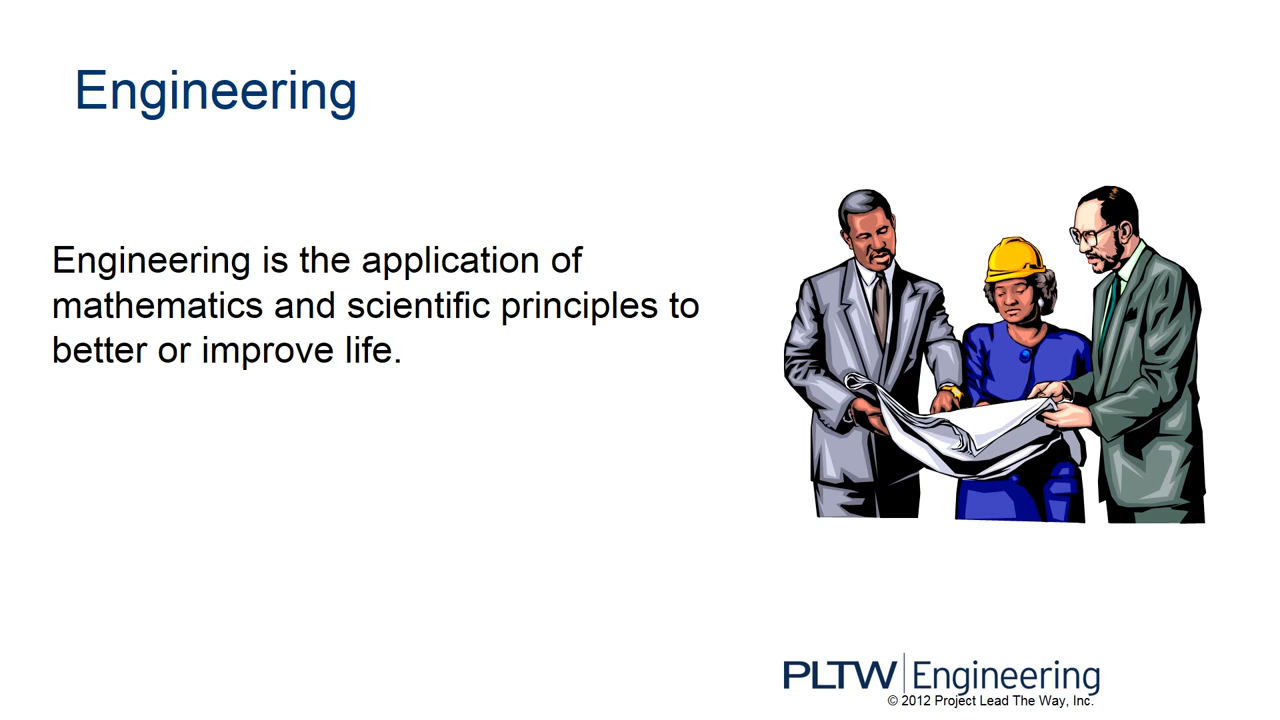 Engineering
Engineering is the application of
mathematics and scientific principles to
better or improve life.
PLTW Engineering
© 2012 Project Lead The Way, Inc.